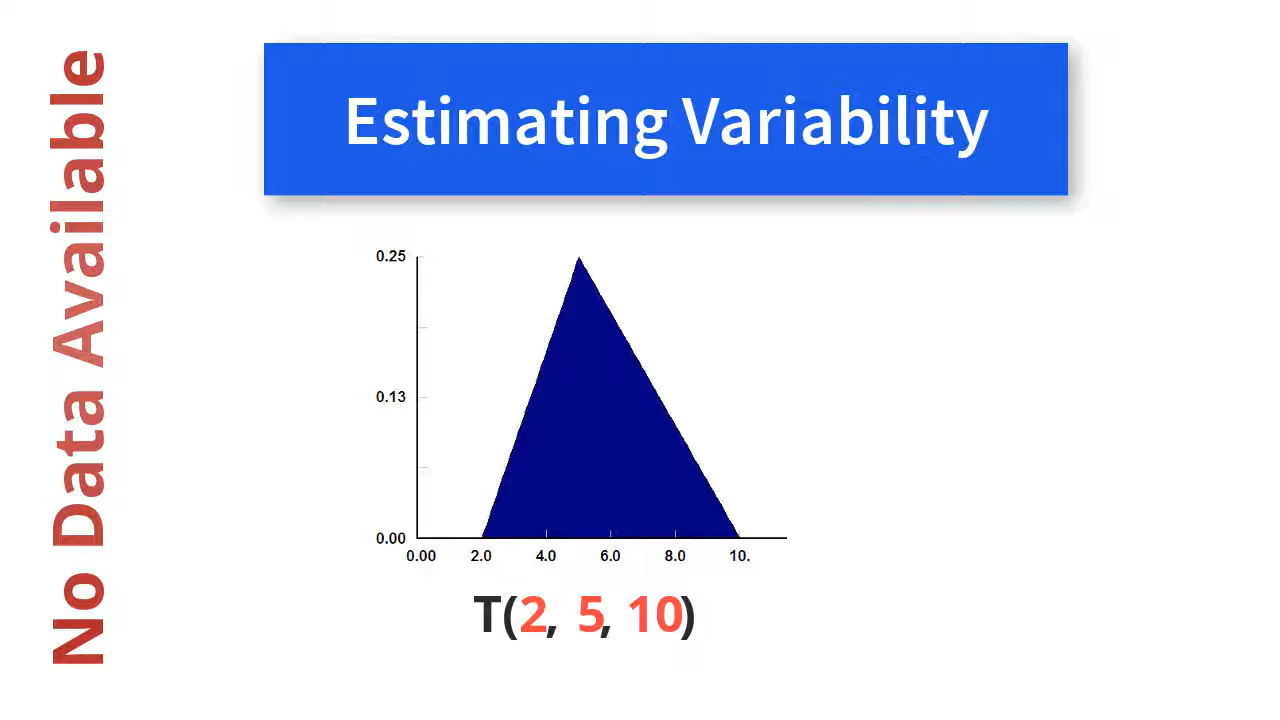 No Data Available
Estimating Variability
0.25
0.13
0.00
0.00 2.0 4.0 6.0 8.0 10.
T(2, 5, 10)